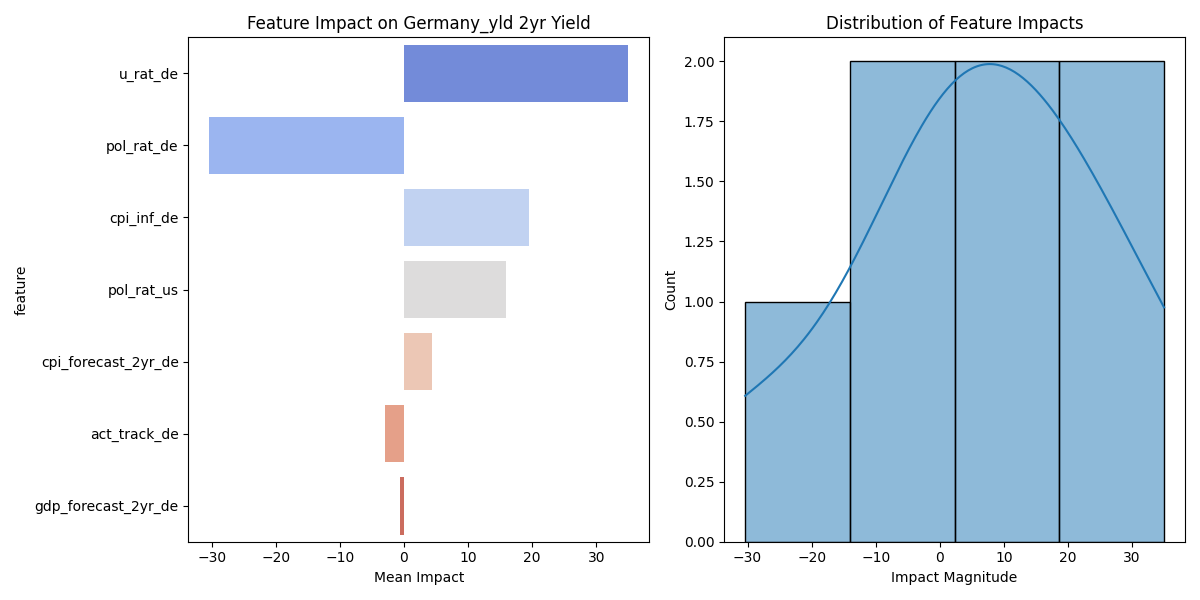 Feature Impact on Germany_yld 2yr Yield
feature
u_rat_de
pol_rat_de
cpi_inf_de
pol_rat_us
cpi_forecast_2yr_de
act_track_de
gdp_forecast_2yr_de
−30 −20 −10 0 10 20 30
Mean Impact
Distribution of Feature Impacts
Count
2.00
1.75
1.50
1.25
1.00
0.75
0.50
0.25
0.00
−30 −20 −10 0 10 20 30
Impact Magnitude